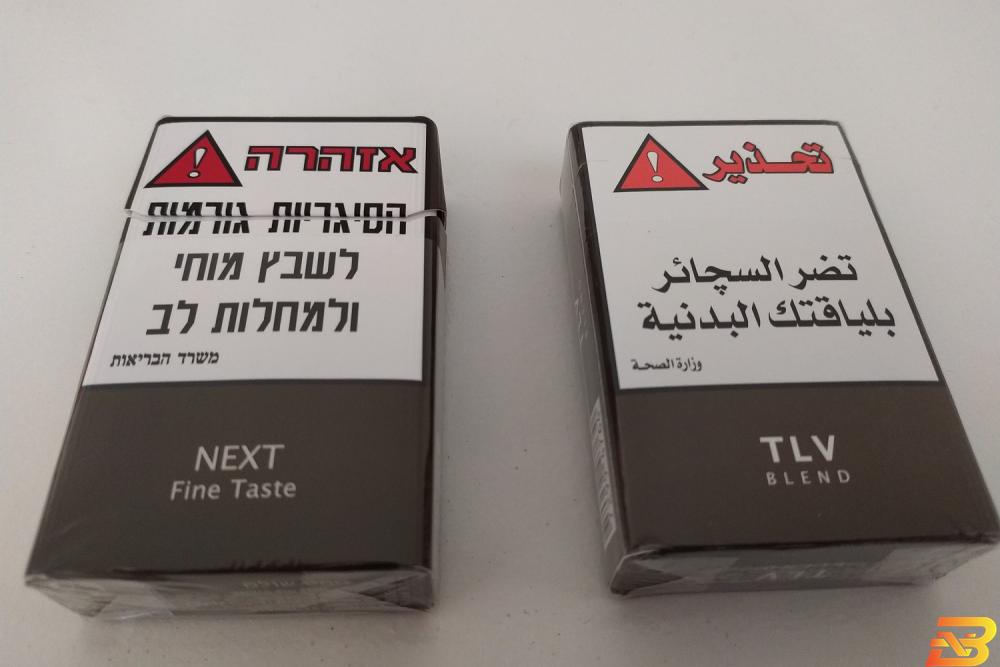 אזהרה
הסיגריות גורמות
לשבץ מוחי
ולמחלות לב
משרד הבריאות
NEXT
Fine Taste
تحذير
تضر السجائر
بلياقتك البدنية
وزارة الصحة
TLV
BLEND